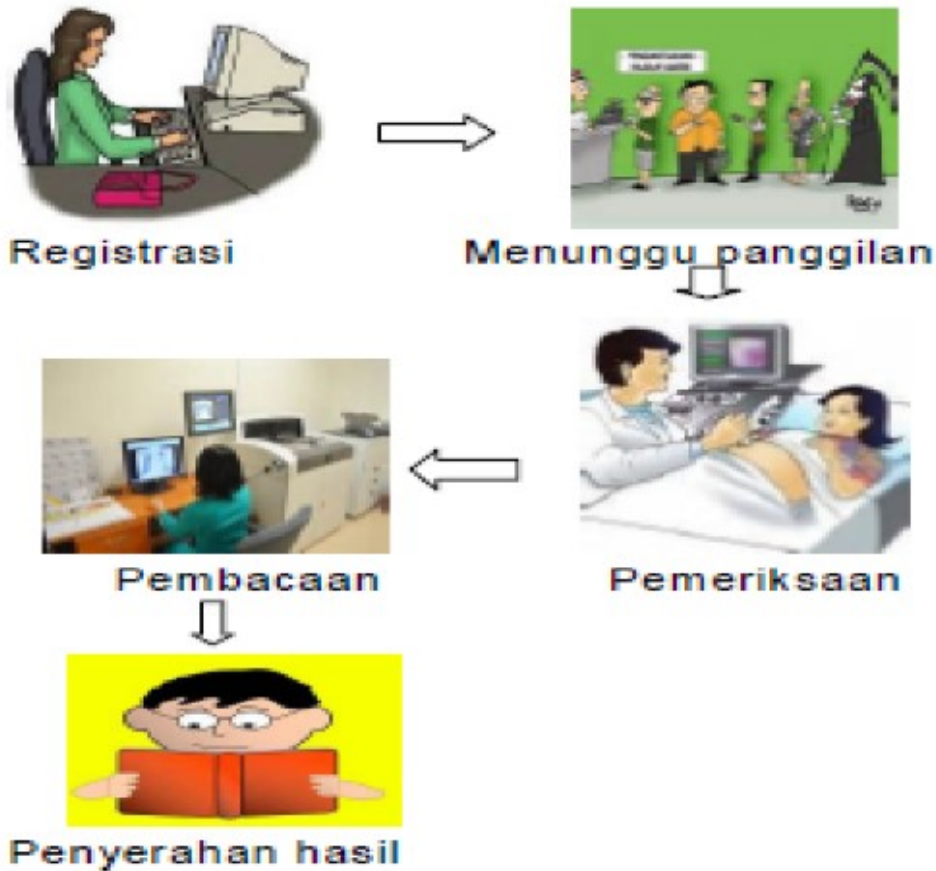 Registrasi
Menunggu panggilan
Pemeriksaan
Pembacaan
Penyerahan hasil